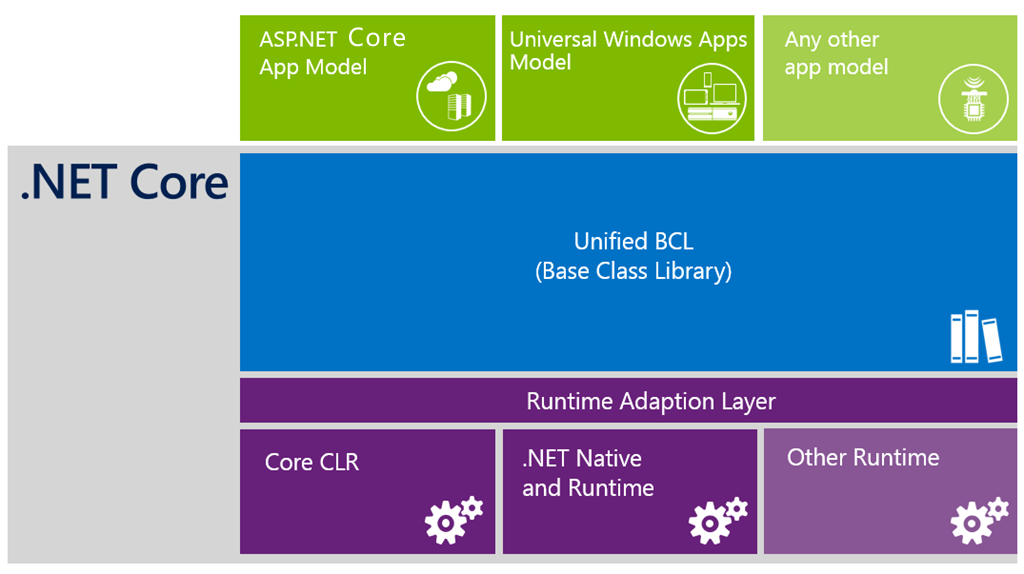 ASP.NET Core
App Model
Universal Windows Apps
Model
Any other
app model
.NET Core
Unified BCL
(Base Class Library)
Runtime Adaption Layer
Core CLR
.NET Native
and Runtime
Other Runtime